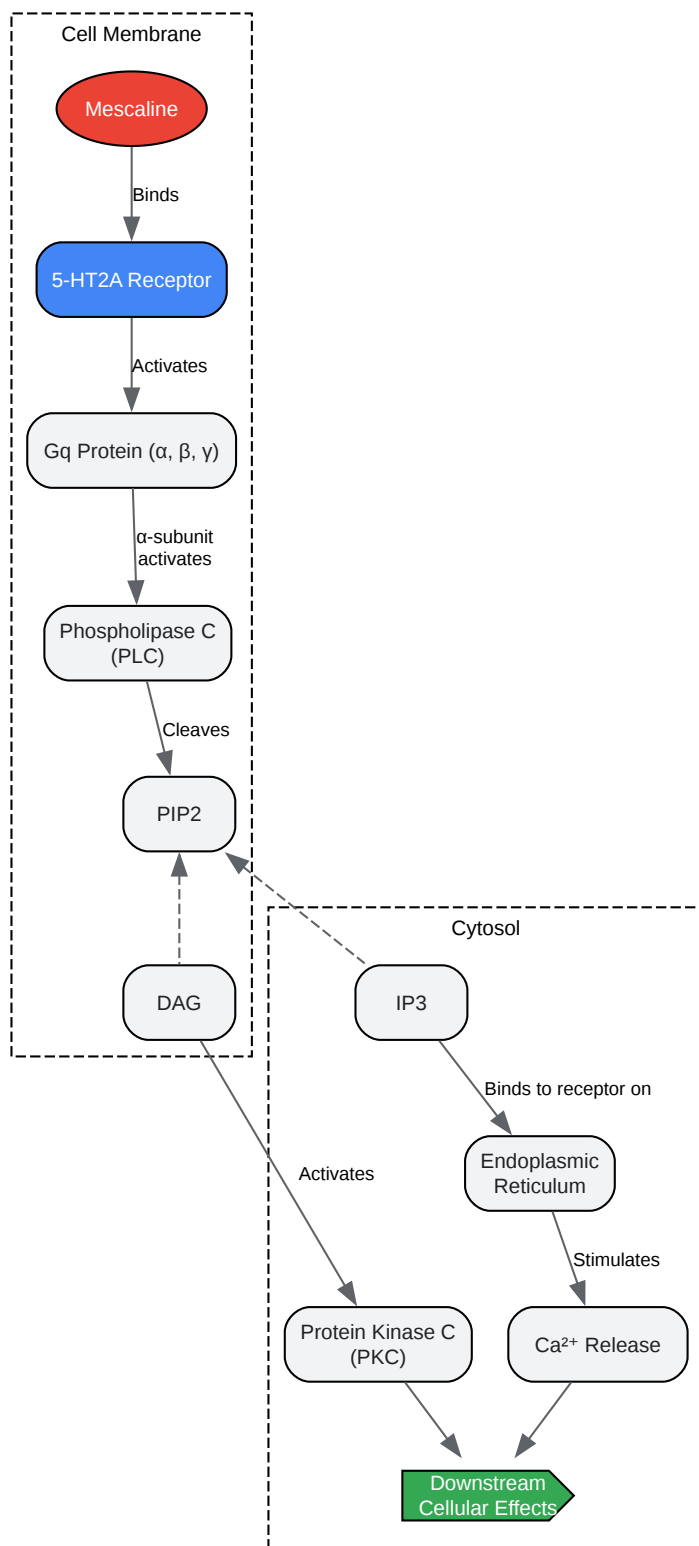 Cell Membrane
Mescaline
Binds
5-HT2A Receptor
Activates
Gq Protein (α, β, γ)
α-subunit
activates
Phospholipase C
(PLC)
Cleaves
PIP2
Cytosol
DAG
IP3
Binds to receptor on
Endoplasmic
Reticulum
Activates
Stimulates
Protein Kinase C
(PKC)
Ca²⁺ Release
Downstream
Cellular Effects